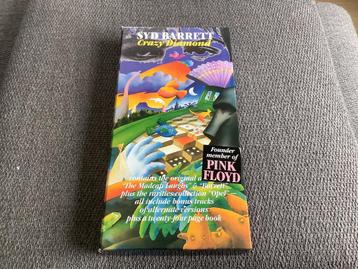 SYD BARRETT
Crazy Diamond
Founder
member of
PINK
FLOYD
contains the original a
"The Madcap Laughs" & "Barrett"
plus the rarities collection "Opel"
all include bonus tracks
of alternate versions
plus a twenty-four page book